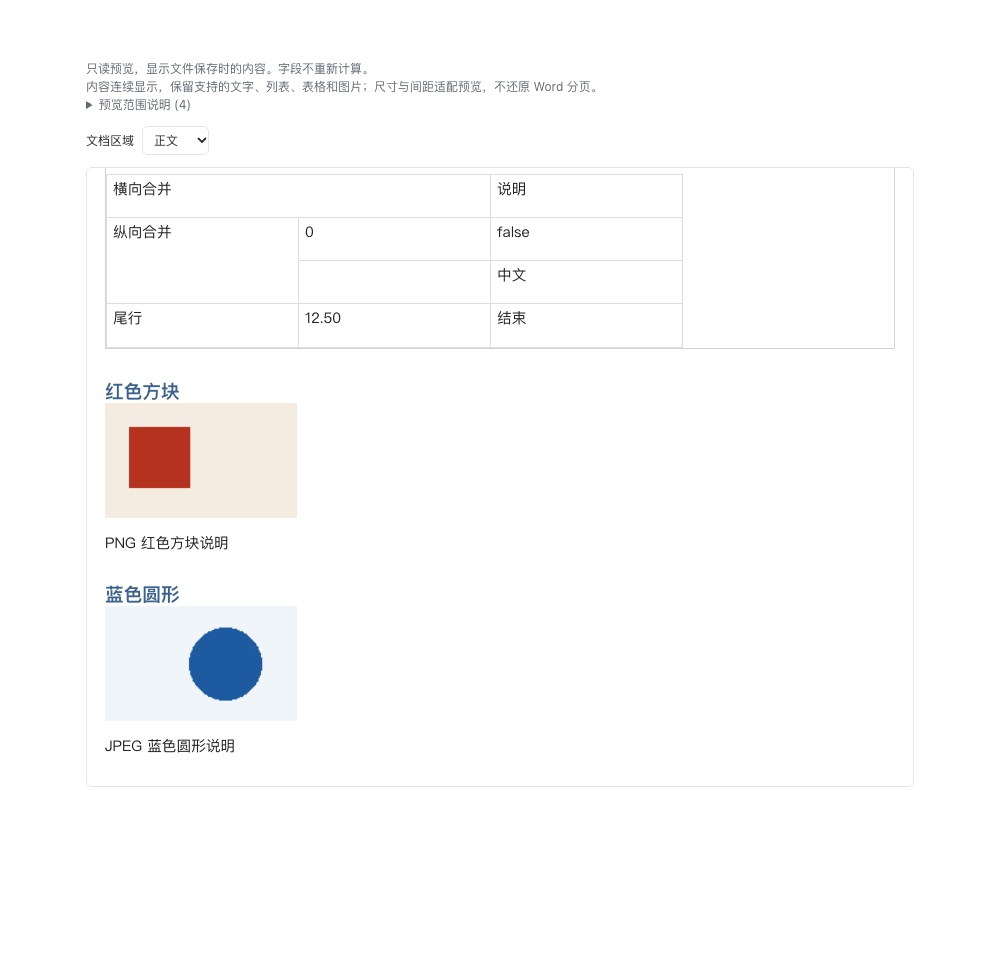 只读预览，显示文件保存时的内容。字段不重新计算。
内容连续显示，保留支持的文字、列表、表格和图片；尺寸与间距适配预览，不还原 Word 分页。
▶ 预览范围说明 (4)
文档区域 正文
横向合并 说明
纵向合并 0 false
中文
尾行 12.50 结束
红色方块
PNG 红色方块说明
蓝色圆形
JPEG 蓝色圆形说明